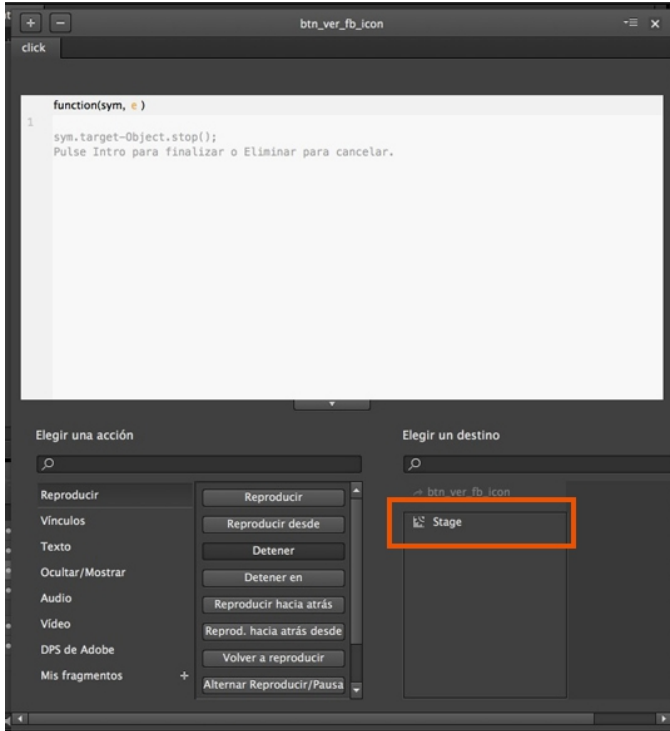 btn_ver_fb_icon
click
function(sym, e )
1
sym.target-Object.stop();
Pulse Intro para finalizar o Eliminar para cancelar.
Elegir una acción
Elegir un destino
Reproducir
Vínculos
Texto
Ocultar/Mostrar
Audio
Vídeo
DPS de Adobe
Mis fragmentos +
Reproducir
Reproducir desde
Detener
Detener en
Reproducir hacia atrás
Reprod. hacia atrás desde
Volver a reproducir
Alternar Reproducir/Pausa
btn_ver_fb_icon
Stage